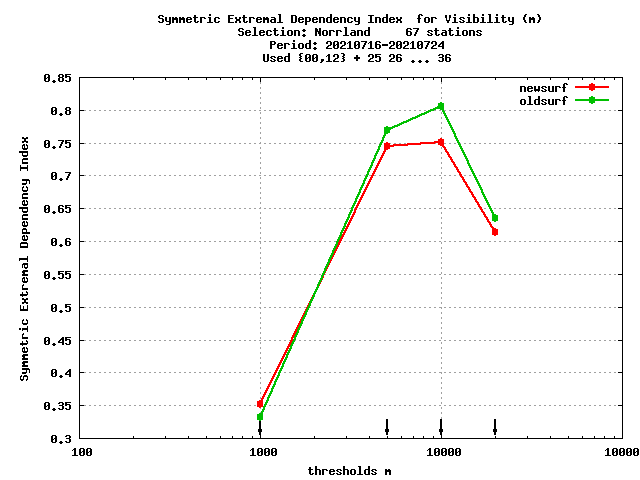 Symmetric Extremal Dependency Index  for Visibility (m)
Selection: Norrland     67 stations
Period: 20210716-20210724
Used {00,12} + 25 26 ... 36
newsurf
oldsurf
Symmetric Extremal Dependency Index
0.85
0.8
0.75
0.7
0.65
0.6
0.55
0.5
0.45
0.4
0.35
0.3
100 1000 10000 10000
thresholds m